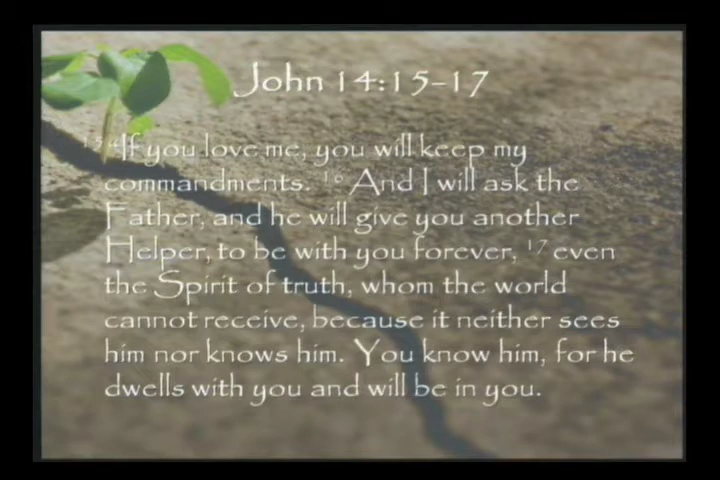 John 14:15-17
15 "If you love me, you will keep my
commandments. 16 And I will ask the
Father, and he will give you another
Helper, to be with you forever, 17 even
the Spirit of truth, whom the world
cannot receive, because it neither sees
him nor knows him. You know him, for he
dwells with you and will be in you.